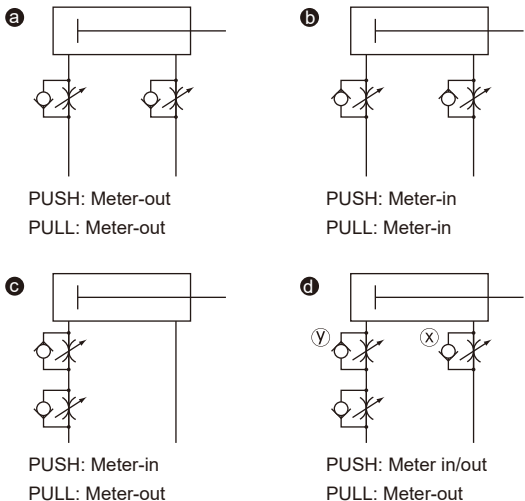 a
b
PUSH: Meter-out
PULL: Meter-out
PUSH: Meter-in
PULL: Meter-in
c
d
y
x
PUSH: Meter-in
PULL: Meter-out
PUSH: Meter in/out
PULL: Meter-out